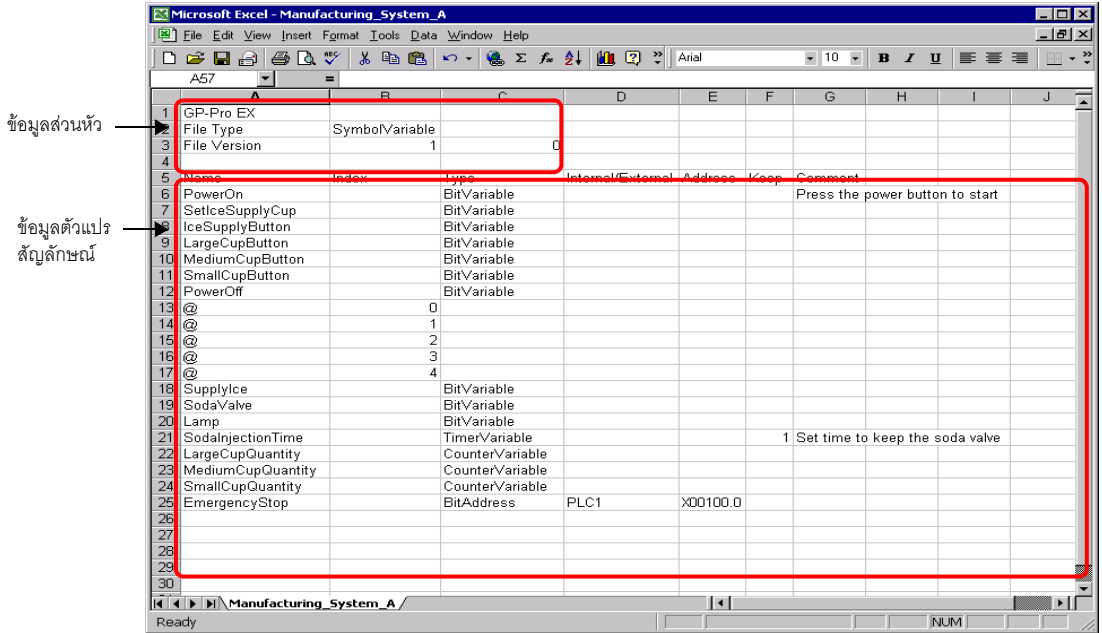 Microsoft Excel - Manufacturing_System_A
File Edit View Insert Format Tools Data Window Help
Arial 10 B I U
A57 =
A B C D E F G H I J
1 GP-Pro EX
2 File Type SymbolVariable
3 File Version 1 0
4
5 Name Index Type Internal/External Address Keep Comment
6 PowerOn BitVariable Press the power button to start
7 SetIceSupplyCup BitVariable
8 IceSupplyButton BitVariable
9 LargeCupButton BitVariable
10 MediumCupButton BitVariable
11 SmallCupButton BitVariable
12 PowerOff BitVariable
13 @ 0
14 @ 1
15 @ 2
16 @ 3
17 @ 4
18 SupplyIce BitVariable
19 SodaValve BitVariable
20 Lamp BitVariable
21 SodaInjectionTime TimerVariable 1 Set time to keep the soda valve
22 LargeCupQuantity CounterVariable
23 MediumCupQuantity CounterVariable
24 SmallCupQuantity CounterVariable
25 EmergencyStop BitAddress PLC1 X00100.0
26
27
28
29
30
Manufacturing_System_A
Ready NUM
ข้อมูลส่วนหัว
ข้อมูลตัวแปร
สัญลักษณ์